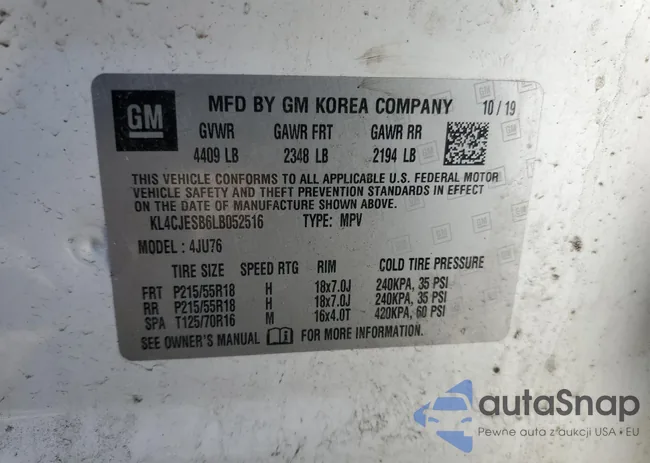 GM MFD BY GM KOREA COMPANY 10 / 19
GVWR GAWR FRT GAWR RR
4409 LB 2348 LB 2194 LB
THIS VEHICLE CONFORMS TO ALL APPLICABLE U.S. FEDERAL MOTOR
VEHICLE SAFETY AND THEFT PREVENTION STANDARDS IN EFFECT
ON THE DATE OF MANUFACTURE SHOWN ABOVE.
KL4CJESB6LB052516 TYPE: MPV
MODEL : 4JU76
TIRE SIZE SPEED RTG RIM COLD TIRE PRESSURE
FRT P215/55R18 H 18x7.0J 240KPA, 35 PSI
RR P215/55R18 H 18x7.0J 240KPA, 35 PSI
SPA T125/70R16 M 16x4.0T 420KPA, 60 PSI
SEE OWNER'S MANUAL FOR MORE INFORMATION.
autoSnap
Pewne auto z aukcji USA • EU